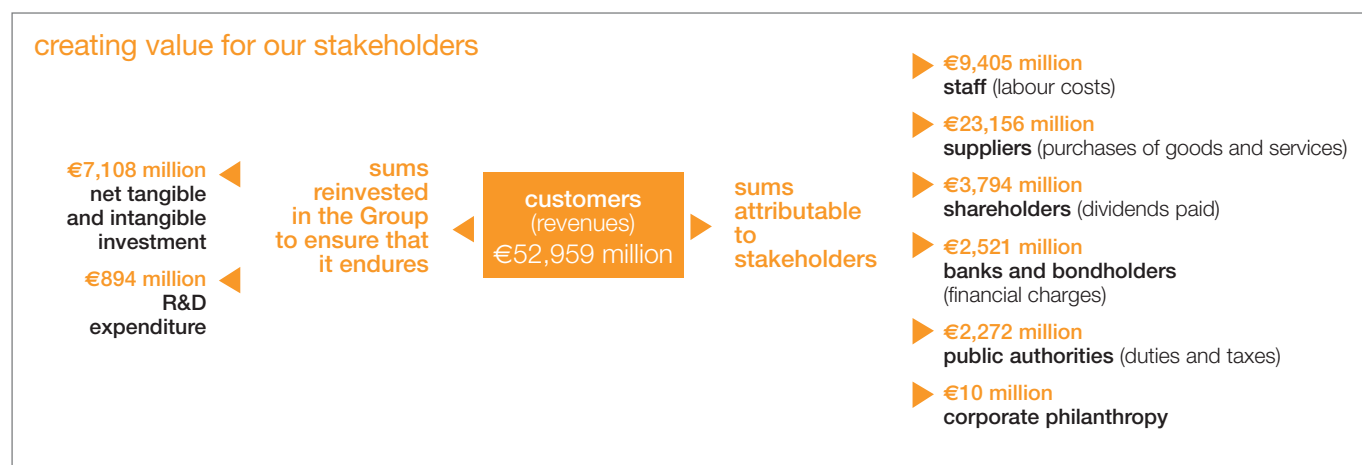 creating value for our stakeholders
€7,108 million
net tangible
and intangible
investment
€894 million
R&D
expenditure
sums
reinvested
in the Group
to ensure that
it endures
customers
(revenues)
€52,959 million
sums
attributable
to
stakeholders
€9,405 million
staff (labour costs)
€23,156 million
suppliers (purchases of goods and services)
€3,794 million
shareholders (dividends paid)
€2,521 million
banks and bondholders
(financial charges)
€2,272 million
public authorities (duties and taxes)
€10 million
corporate philanthropy